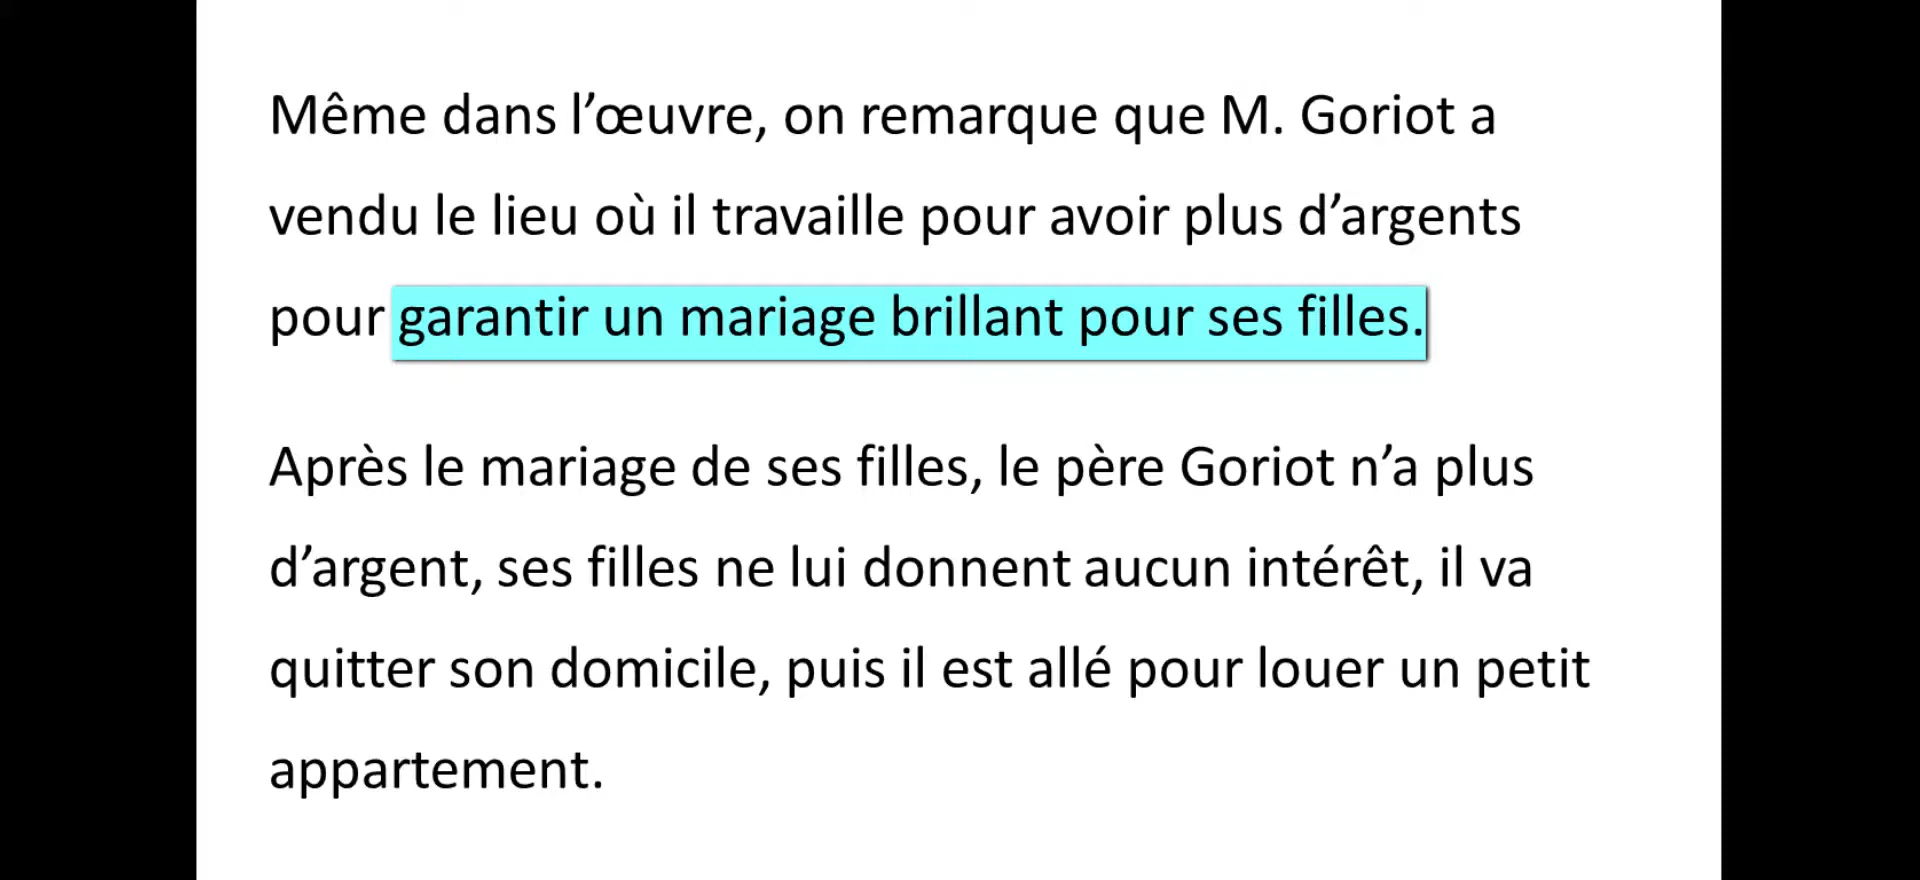 Même dans l’œuvre, on remarque que M. Goriot a
vendu le lieu où il travaille pour avoir plus d’argents
pour garantir un mariage brillant pour ses filles.
Après le mariage de ses filles, le père Goriot n’a plus
d’argent, ses filles ne lui donnent aucun intérêt, il va
quitter son domicile, puis il est allé pour louer un petit
appartement.